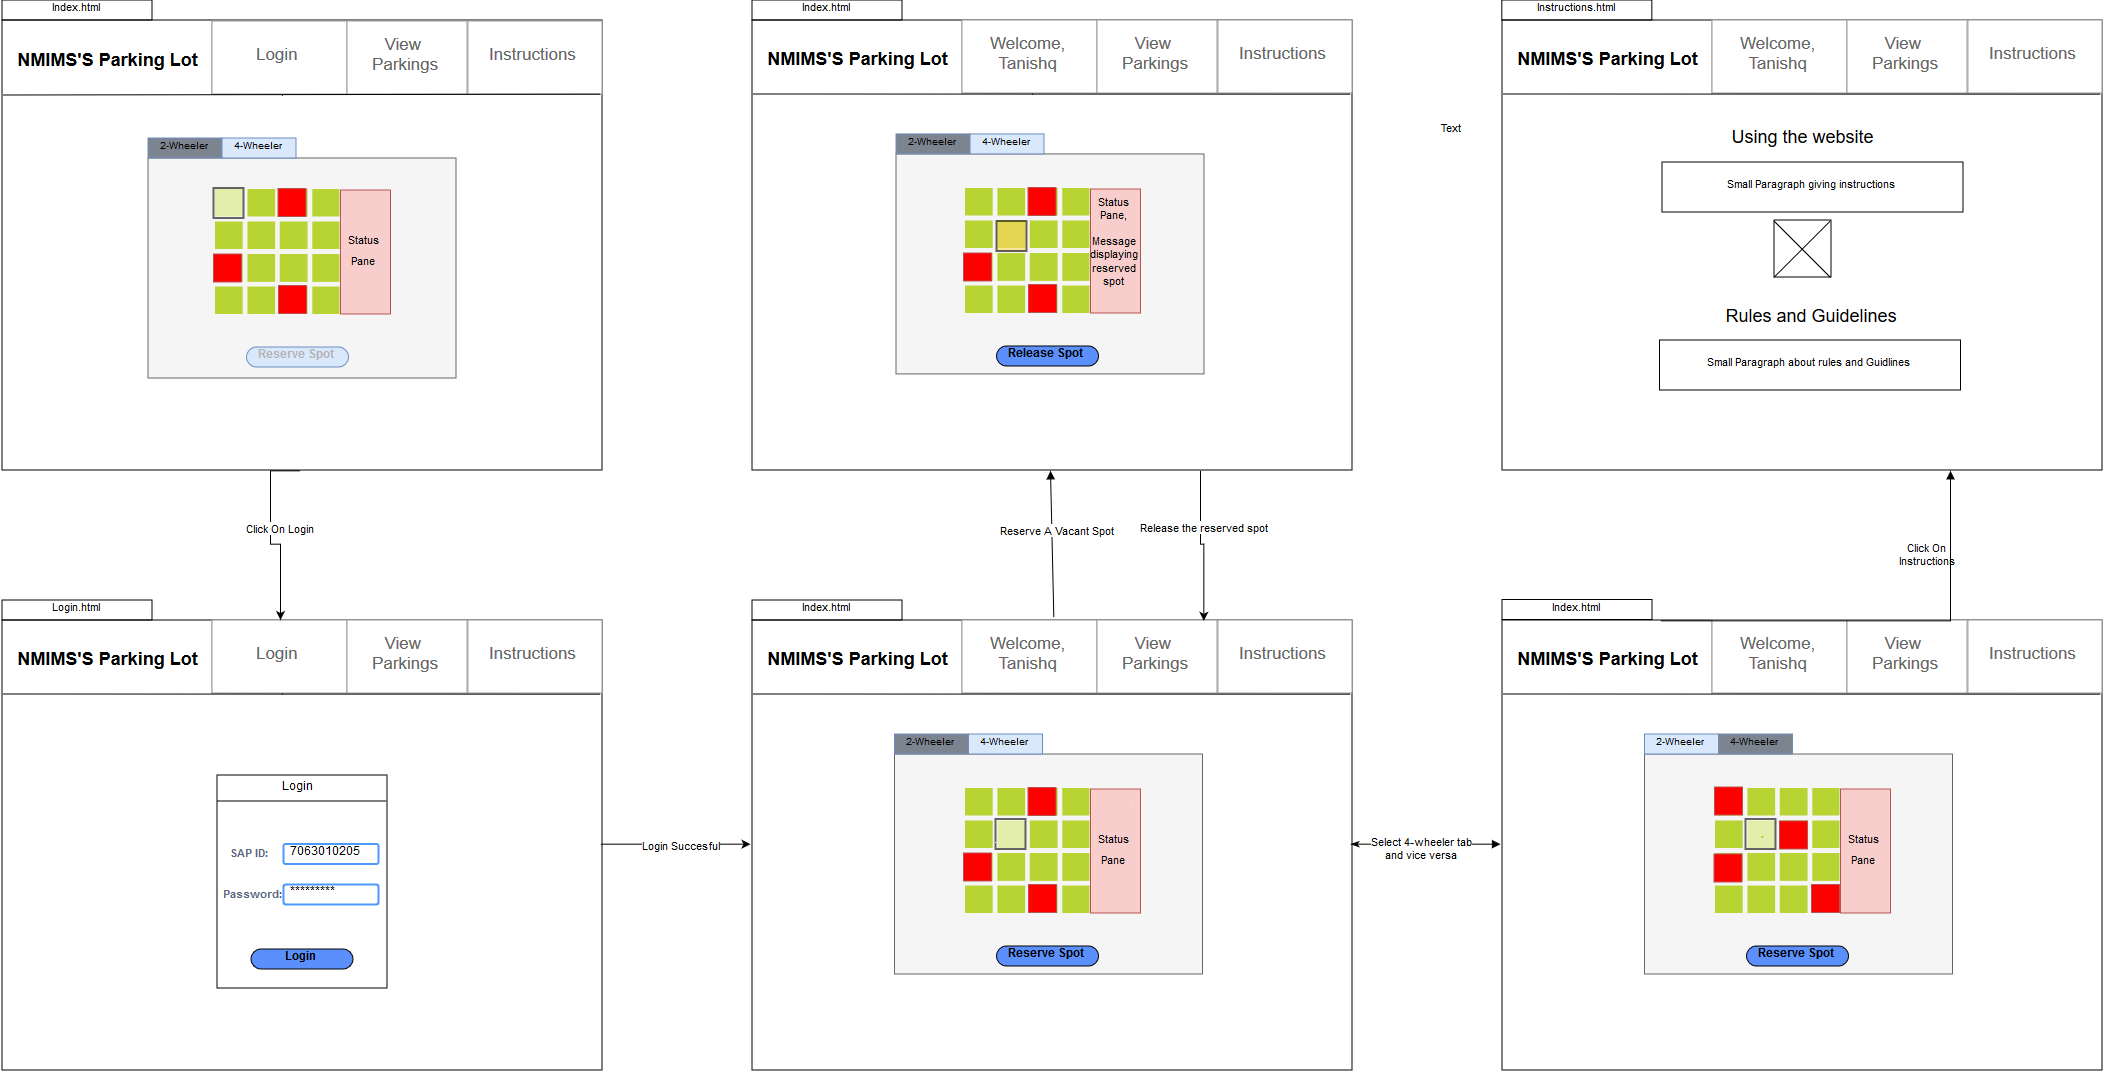 Index.html
NMIMS'S Parking Lot
Login
View
Parkings
Instructions
2-Wheeler
4-Wheeler
Status
Pane
Reserve Spot
Index.html
NMIMS'S Parking Lot
Welcome,
Tanishq
View
Parkings
Instructions
2-Wheeler
4-Wheeler
Status
Pane,
Message
displaying
reserved
spot
Release Spot
Text
Instructions.html
NMIMS'S Parking Lot
Welcome,
Tanishq
View
Parkings
Instructions
Using the website
Small Paragraph giving instructions
Rules and Guidelines
Small Paragraph about rules and Guidlines
Click On Login
Reserve A Vacant Spot
Release the reserved spot
Click On
Instructions
Login.html
NMIMS'S Parking Lot
Login
View
Parkings
Instructions
Login
SAP ID:
7063010205
Password:
*********
Login
Login Succesful
Index.html
NMIMS'S Parking Lot
Welcome,
Tanishq
View
Parkings
Instructions
2-Wheeler
4-Wheeler
Status
Pane
Reserve Spot
Select 4-wheeler tab
and vice versa
Index.html
NMIMS'S Parking Lot
Welcome,
Tanishq
View
Parkings
Instructions
2-Wheeler
4-Wheeler
Status
Pane
Reserve Spot